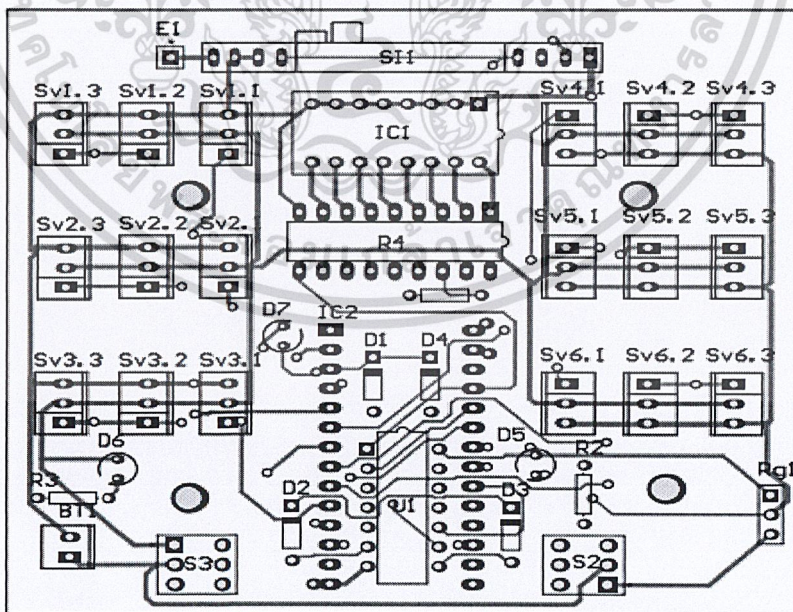 E1
S11
Sv1.3 Sv1.2 Sv1.1
Sv4.1 Sv4.2 Sv4.3
IC1
Sv2.3 Sv2.2 Sv2.1
R4
Sv5.1 Sv5.2 Sv5.3
D7 IC2 D1 D4
Sv3.3 Sv3.2 Sv3.1
Sv6.1 Sv6.2 Sv6.3
D6 D5 R2
R3 BT1 D2 U1 D3 Rg1
S3 S2